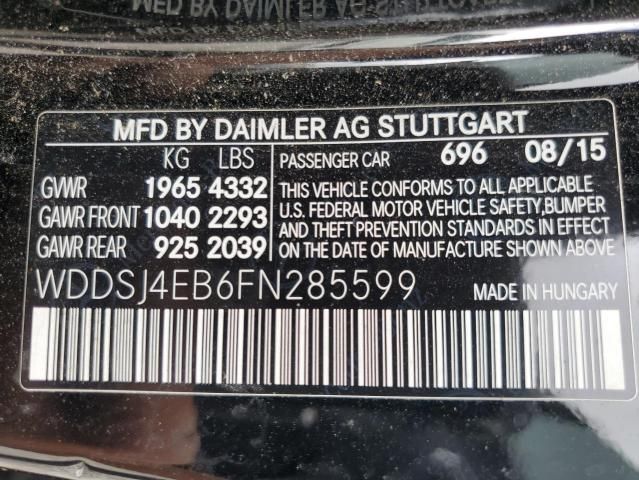 MFD BY DAIMLER AG STUTTGART
KG LBS
GVWR 1965 4332
GAWR FRONT 1040 2293
GAWR REAR 925 2039
PASSENGER CAR 696 08/15
THIS VEHICLE CONFORMS TO ALL APPLICABLE
U.S. FEDERAL MOTOR VEHICLE SAFETY,BUMPER
AND THEFT PREVENTION STANDARDS IN EFFECT
ON THE DATE OF MANUFACTURE SHOWN ABOVE
WDDSJ4EB6FN285599
MADE IN HUNGARY